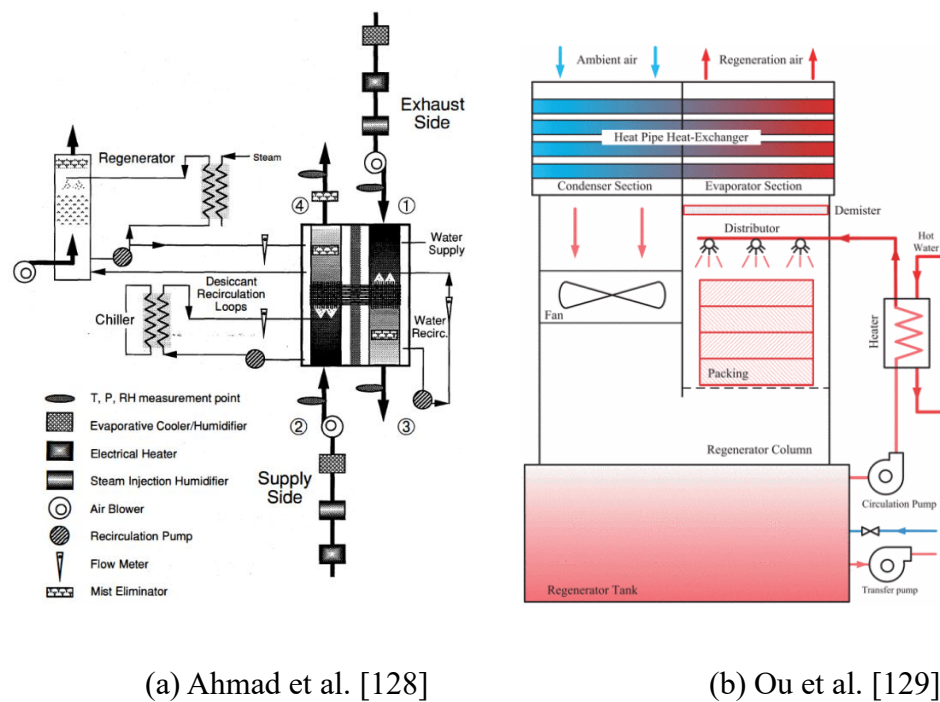 Exhaust
Side
Regenerator
Steam
④
①
Water
Supply
Desiccant
Recirculation
Loops
Chiller
Water
Recirc.
②
③
T, P, RH measurement point
Evaporative Cooler/Humidifier
Electrical Heater
Steam Injection Humidifier
Air Blower
Recirculation Pump
Flow Meter
Mist Eliminator
Supply
Side
Ambient air
Regeneration air
Heat Pipe Heat-Exchanger
Condenser Section
Evaporator Section
Demister
Distributor
Hot
Water
Fan
Heater
Packing
Regenerator Column
Circulation Pump
Regenerator Tank
Transfer pump
(a) Ahmad et al. [128]
(b) Ou et al. [129]